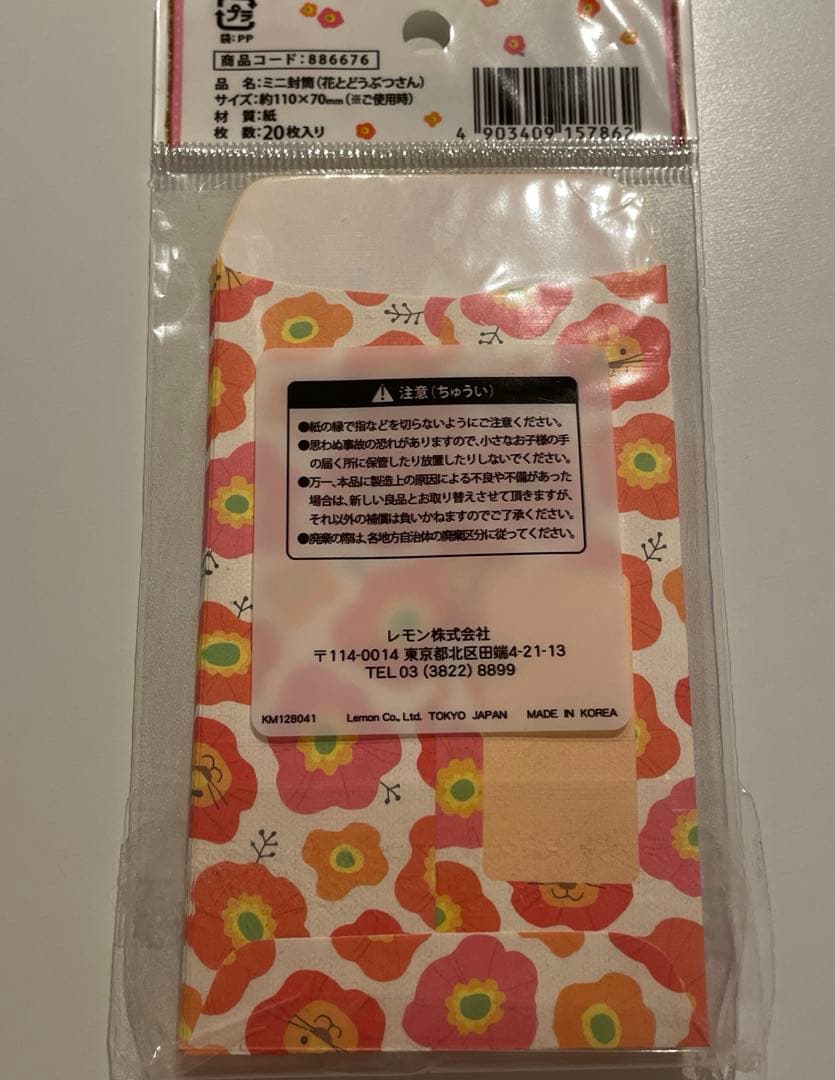 プラ
袋:PP
商品コード:886676
品 名:ミニ封筒(花とどうぶつさん)
サイズ:約110×70mm(※ご使用時)
材 質:紙
枚 数:20枚入り
4 903409 157862
注意(ちゅうい)
●紙の縁で指などを切らないようにご注意ください。
●思わぬ事故の恐れがありますので、小さなお子様の手
の届く所に保管したり放置したりしないでください。
●万一、本品に製造上の原因による不良や不備があった
場合は、新しい良品とお取り替えさせて頂きますが、
それ以外の補償は負いかねますのでご了承ください。
●廃棄の際は、各地方自治体の廃棄区分に従ってください。
レモン株式会社
〒114-0014 東京都北区田端4-21-13
TEL 03 (3822) 8899
KM128041 Lemon Co., Ltd. TOKYO JAPAN MADE IN KOREA